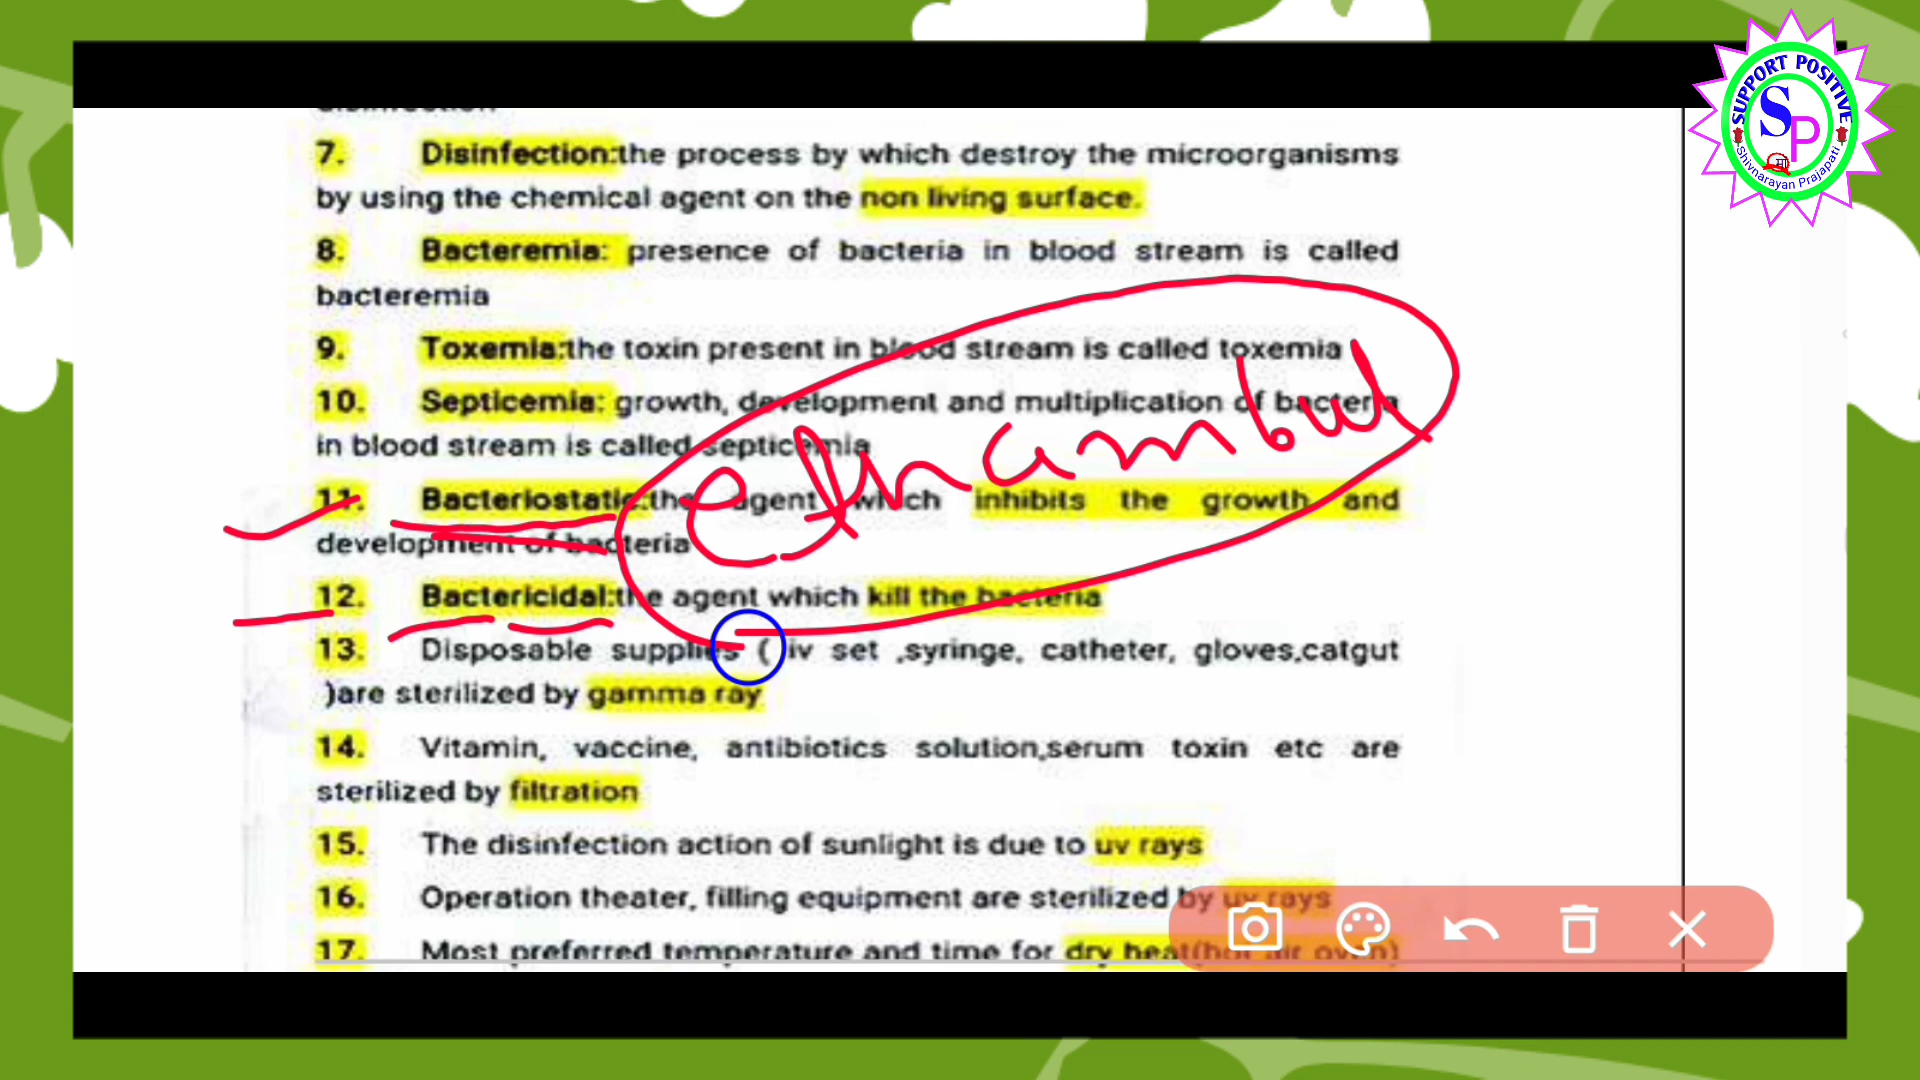 7. Disinfection:the process by which destroy the microorganisms
by using the chemical agent on the non living surface.
8. Bacteremia: presence of bacteria in blood stream is called
bacteremia
9. Toxemia:the toxin present in blood stream is called toxemia
10. Septicemia: growth, development and multiplication of bacteria
in blood stream is called septicemia
11. Bacteriostatic:the agent which inhibits the growth and
development of bacteria
ethambul
12. Bactericidal:the agent which kill the bacteria
13. Disposable supplies ( iv set ,syringe, catheter, gloves,catgut
)are sterilized by gamma ray
14. Vitamin, vaccine, antibiotics solution,serum toxin etc are
sterilized by filtration
15. The disinfection action of sunlight is due to uv rays
16. Operation theater, filling equipment are sterilized by uv rays
17. Most preferred temperature and time for dry heat(hot air oven)
SUPPORT POSITIVE
SP
Shivnarayan Prajapati